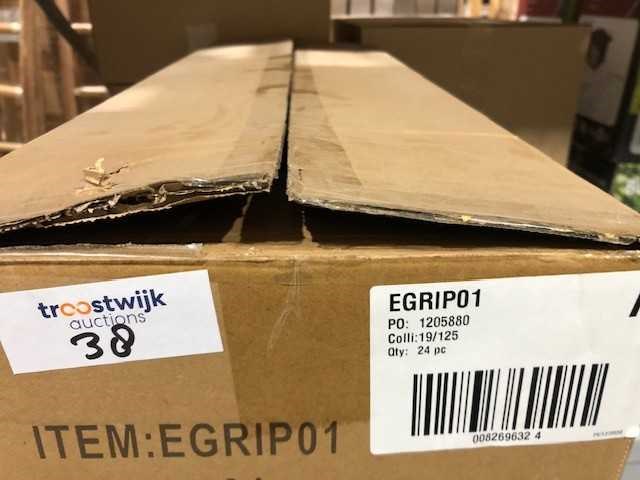 troostwijk
auctions
38
EGRIP01
PO: 1205880
Colli:19/125
Qty: 24 pc
008269632 4
ITEM:EGRIP01